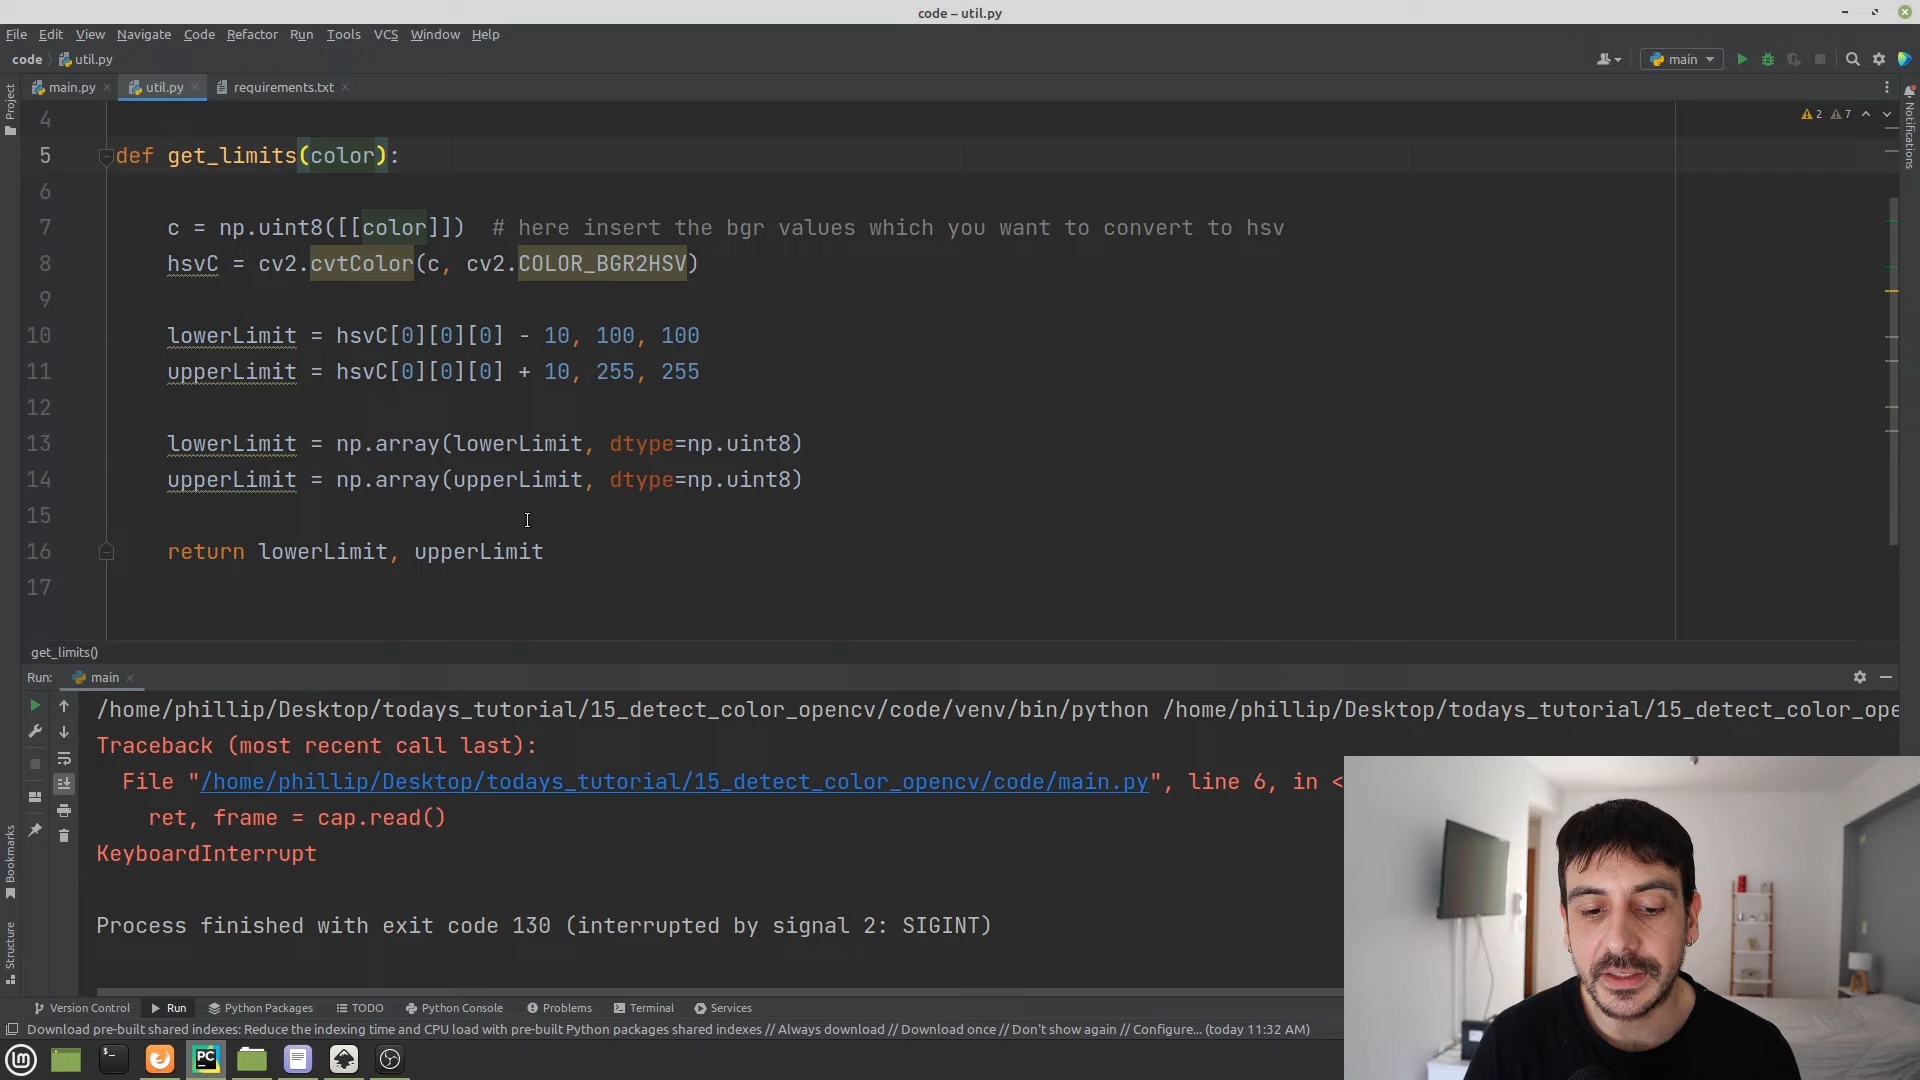 code – util.py
File Edit View Navigate Code Refactor Run Tools VCS Window Help
code util.py
main
main.py util.py requirements.txt
Project
Notifications
2 7
4
5 def get_limits(color):
6
7 c = np.uint8([[color]])  # here insert the bgr values which you want to convert to hsv
8 hsvC = cv2.cvtColor(c, cv2.COLOR_BGR2HSV)
9
10 lowerLimit = hsvC[0][0][0] - 10, 100, 100
11 upperLimit = hsvC[0][0][0] + 10, 255, 255
12
13 lowerLimit = np.array(lowerLimit, dtype=np.uint8)
14 upperLimit = np.array(upperLimit, dtype=np.uint8)
15
16 return lowerLimit, upperLimit
17
get_limits()
Run: main
/home/phillip/Desktop/todays_tutorial/15_detect_color_opencv/code/venv/bin/python /home/phillip/Desktop/todays_tutorial/15_detect_color_ope
Traceback (most recent call last):
File "/home/phillip/Desktop/todays_tutorial/15_detect_color_opencv/code/main.py", line 6, in <
ret, frame = cap.read()
KeyboardInterrupt
Process finished with exit code 130 (interrupted by signal 2: SIGINT)
Bookmarks
Structure
Version Control Run Python Packages TODO Python Console Problems Terminal Services
Download pre-built shared indexes: Reduce the indexing time and CPU load with pre-built Python packages shared indexes // Always download // Download once // Don't show again // Configure... (today 11:32 AM)
PC